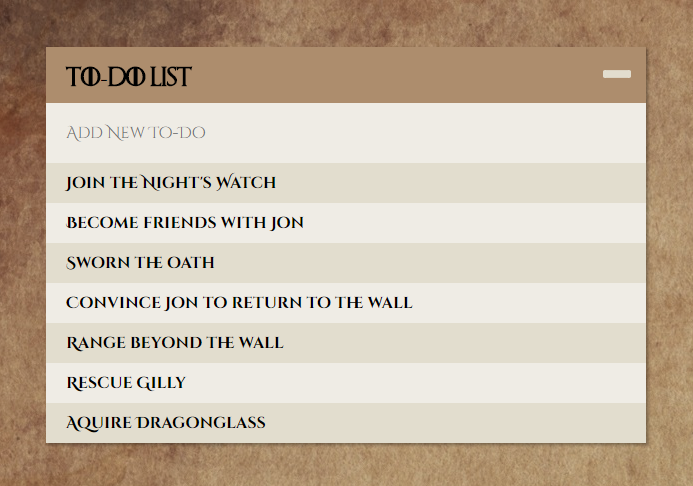 TO-DO LIST
ADD NEW TO-DO
JOIN THE NIGHT'S WATCH
BECOME FRIENDS WITH JON
SWORN THE OATH
CONVINCE JON TO RETURN TO THE WALL
RANGE BEYOND THE WALL
RESCUE GILLY
AQUIRE DRAGONGLASS